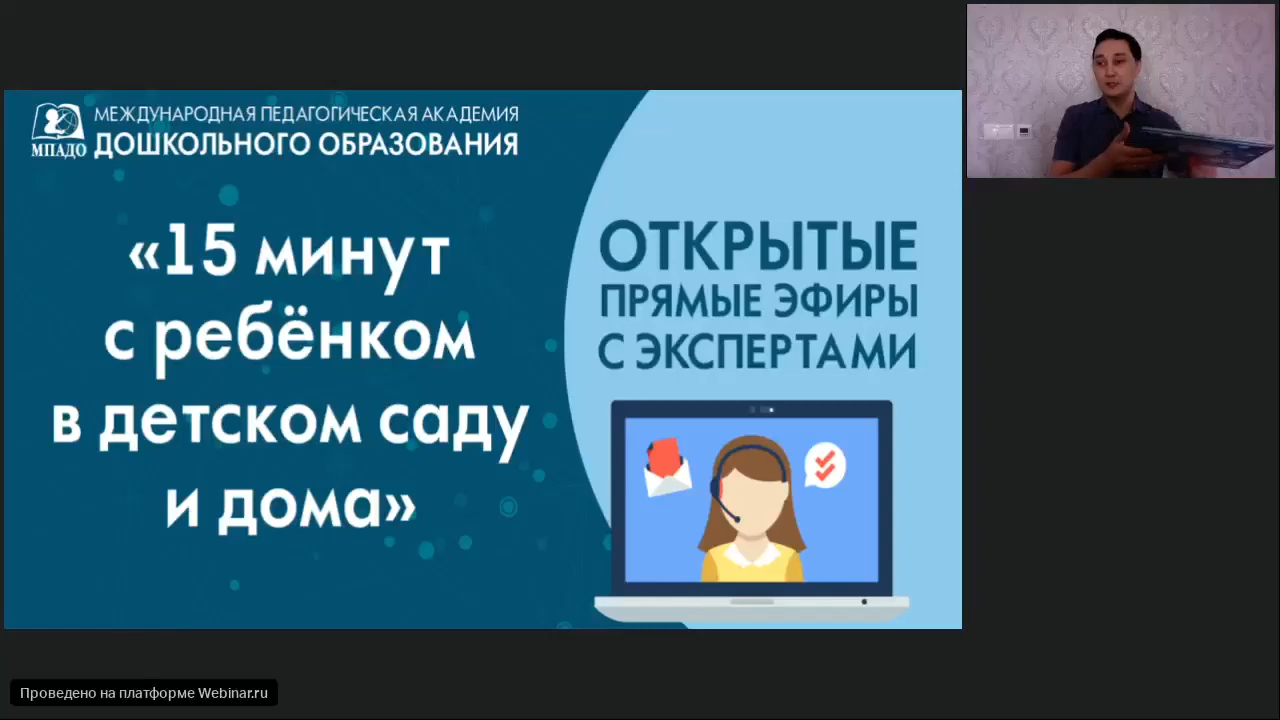 МЕЖДУНАРОДНАЯ ПЕДАГОГИЧЕСКАЯ АКАДЕМИЯ
ДОШКОЛЬНОГО ОБРАЗОВАНИЯ
МПАДО
«15 минут
с ребёнком
в детском саду
и дома»
ОТКРЫТЫЕ
ПРЯМЫЕ ЭФИРЫ
С ЭКСПЕРТАМИ
Проведено на платформе Webinar.ru